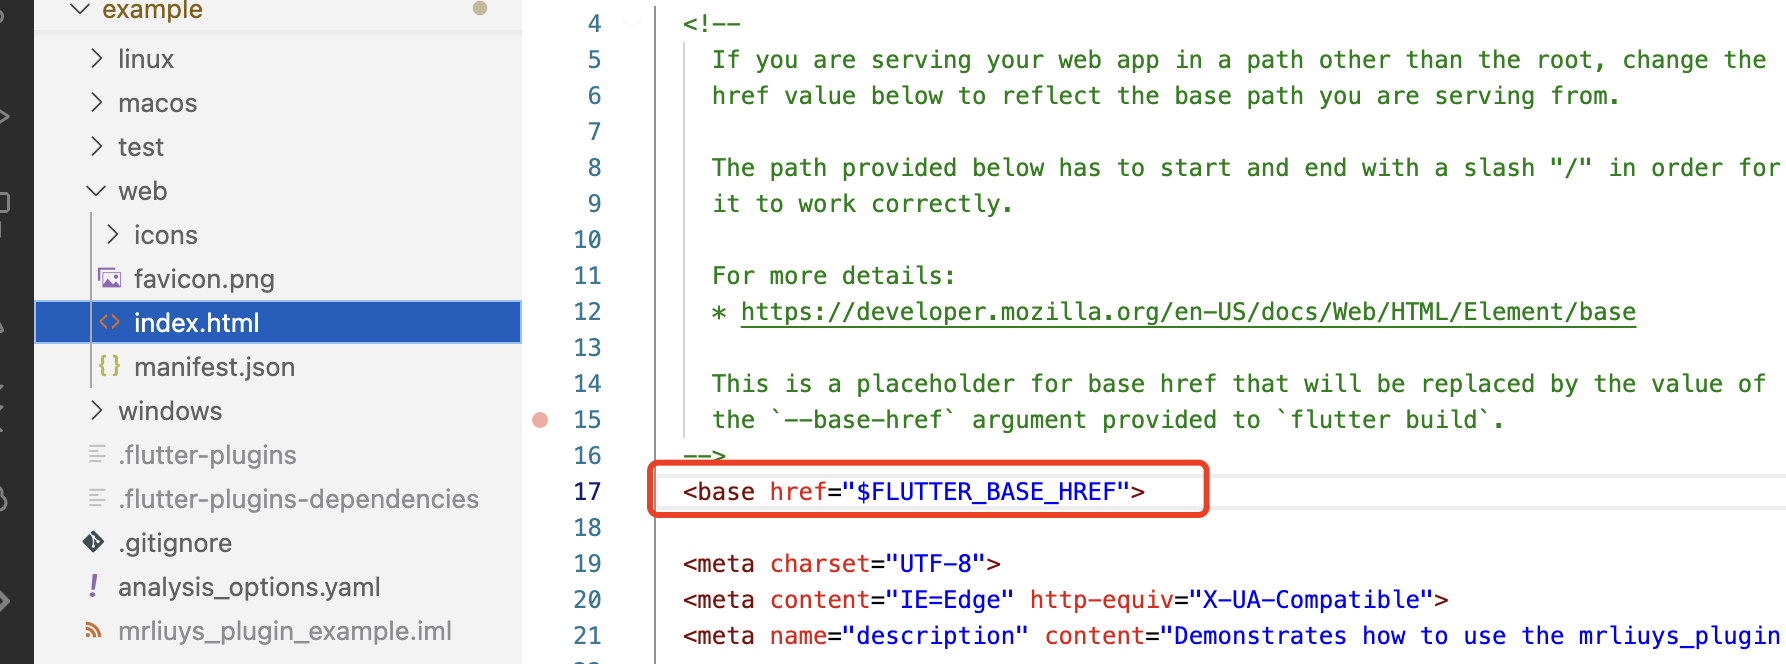 example
linux
macos
test
web
icons
favicon.png
index.html
manifest.json
windows
.flutter-plugins
.flutter-plugins-dependencies
.gitignore
analysis_options.yaml
mrliuys_plugin_example.iml
4 <!--
5 If you are serving your web app in a path other than the root, change the
6 href value below to reflect the base path you are serving from.
7
8 The path provided below has to start and end with a slash "/" in order for
9 it to work correctly.
10
11 For more details:
12 * https://developer.mozilla.org/en-US/docs/Web/HTML/Element/base
13
14 This is a placeholder for base href that will be replaced by the value of
15 the `--base-href` argument provided to `flutter build`.
16 -->
17 <base href="$FLUTTER_BASE_HREF">
18
19 <meta charset="UTF-8">
20 <meta content="IE=Edge" http-equiv="X-UA-Compatible">
21 <meta name="description" content="Demonstrates how to use the mrliuys_plugin